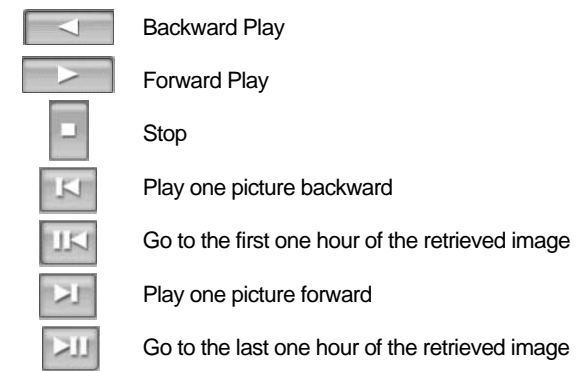 Backward Play
Forward Play
Stop
Play one picture backward
Go to the first one hour of the retrieved image
Play one picture forward
Go to the last one hour of the retrieved image